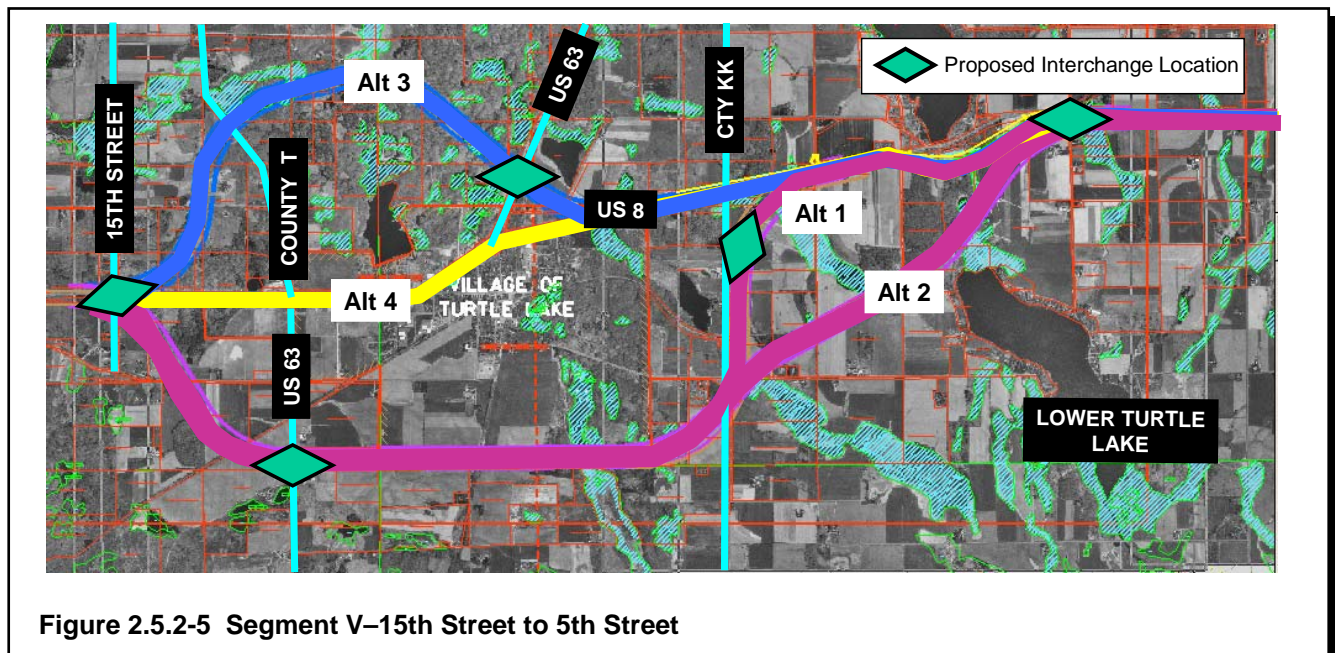 Proposed Interchange Location
Alt 3
US 63
CTY KK
15TH STREET
COUNTY T
US 8
Alt 1
Alt 4
VILLAGE OF
TURTLE LAKE
Alt 2
US 63
LOWER TURTLE
LAKE
Figure 2.5.2-5 Segment V–15th Street to 5th Street